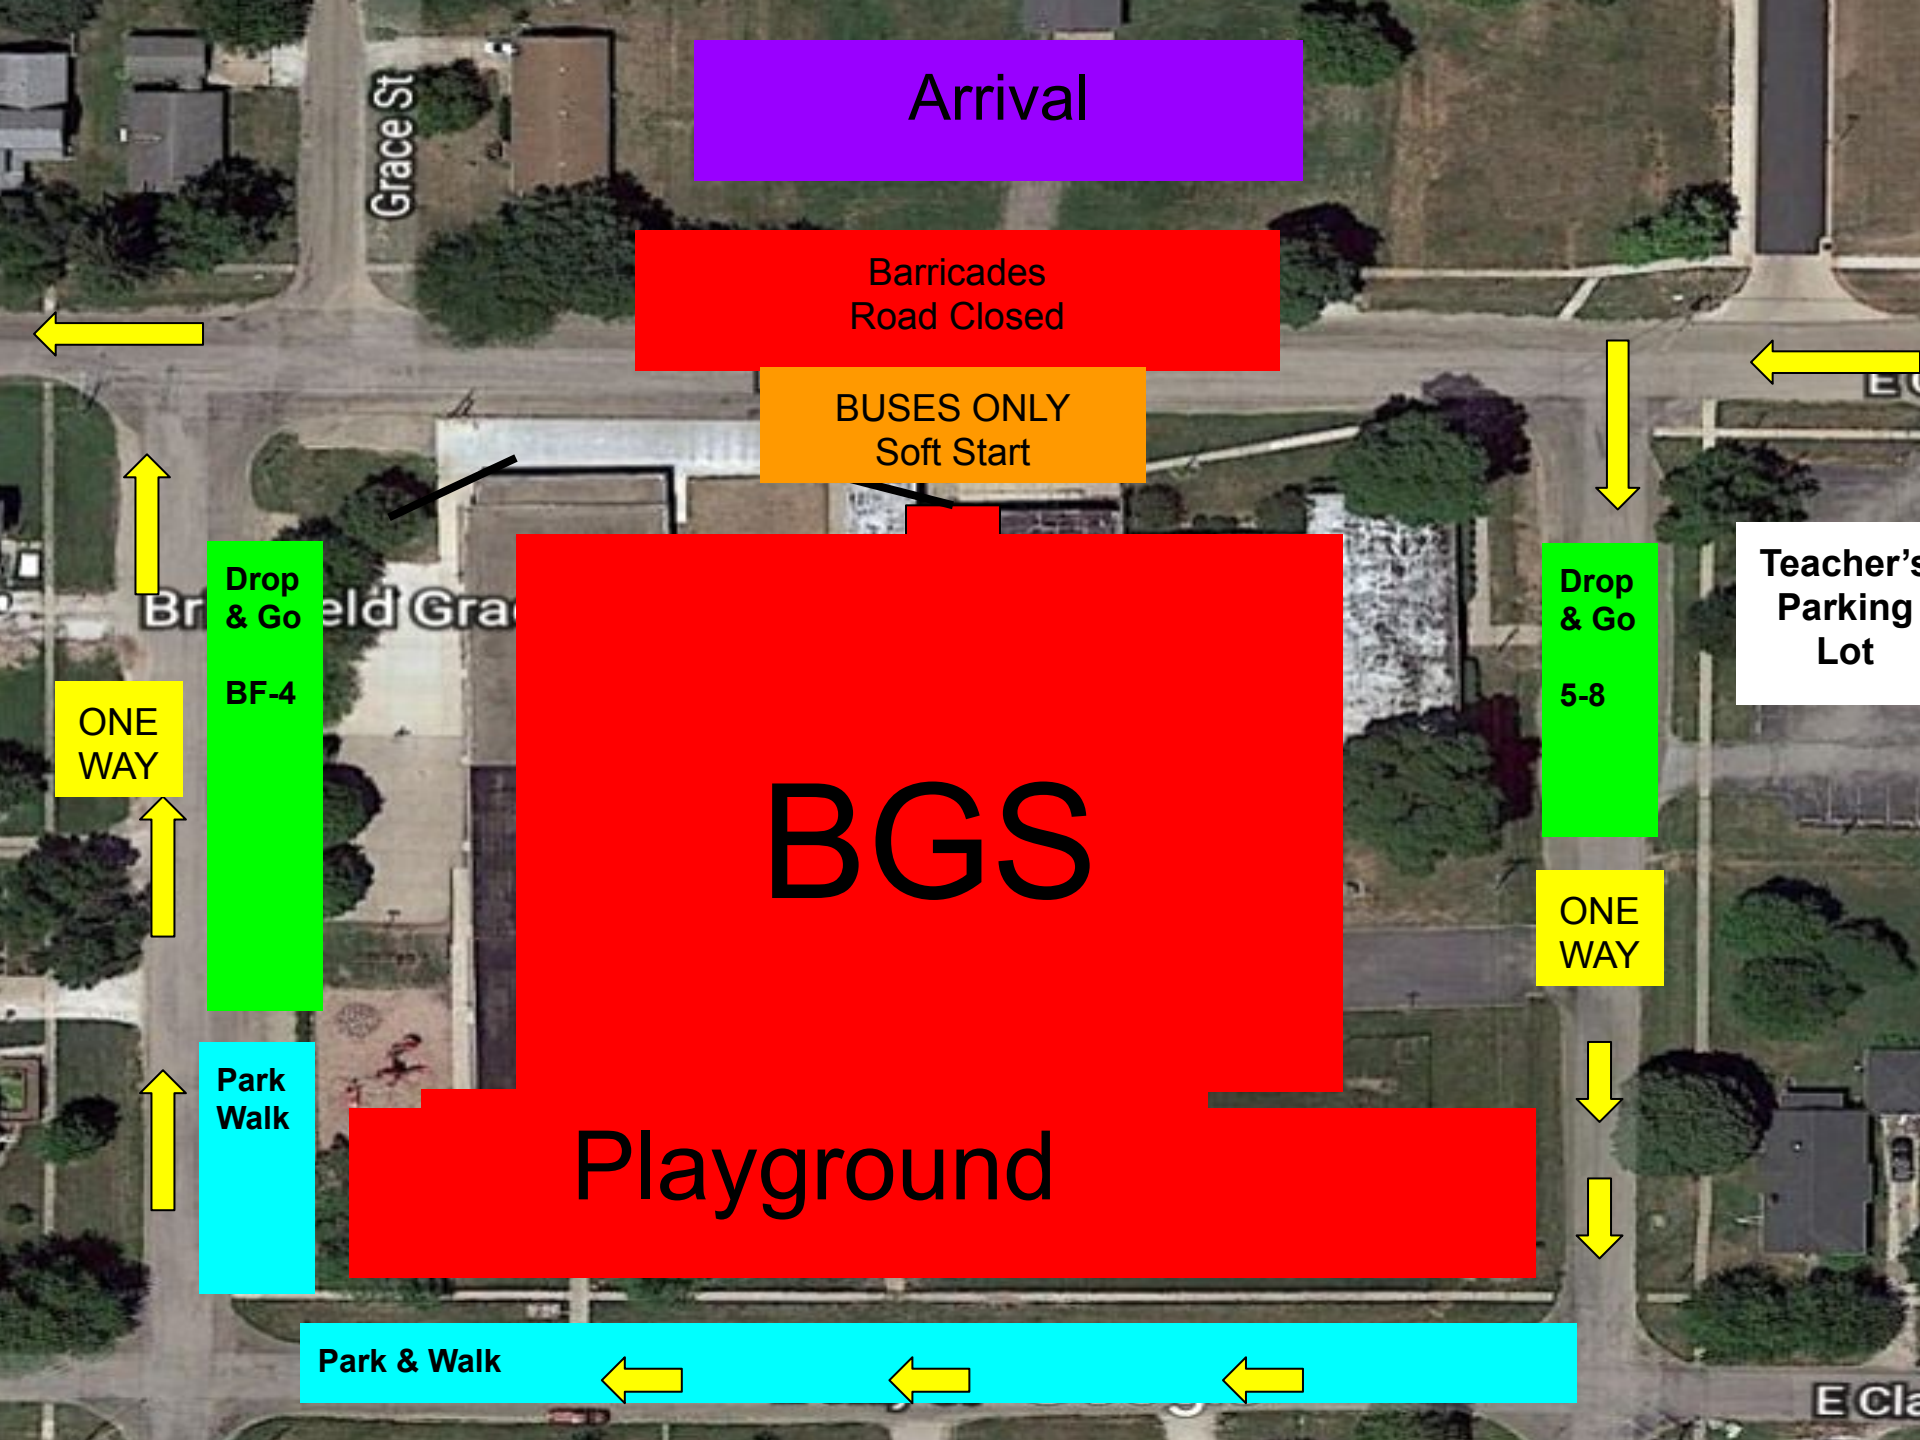 Arrival
Grace St
Barricades
Road Closed
BUSES ONLY
Soft Start
Drop
& Go
BF-4
Drop
& Go
5-8
Teacher's
Parking
Lot
ONE
WAY
BGS
ONE
WAY
Park
Walk
Playground
Park & Walk
E Cla